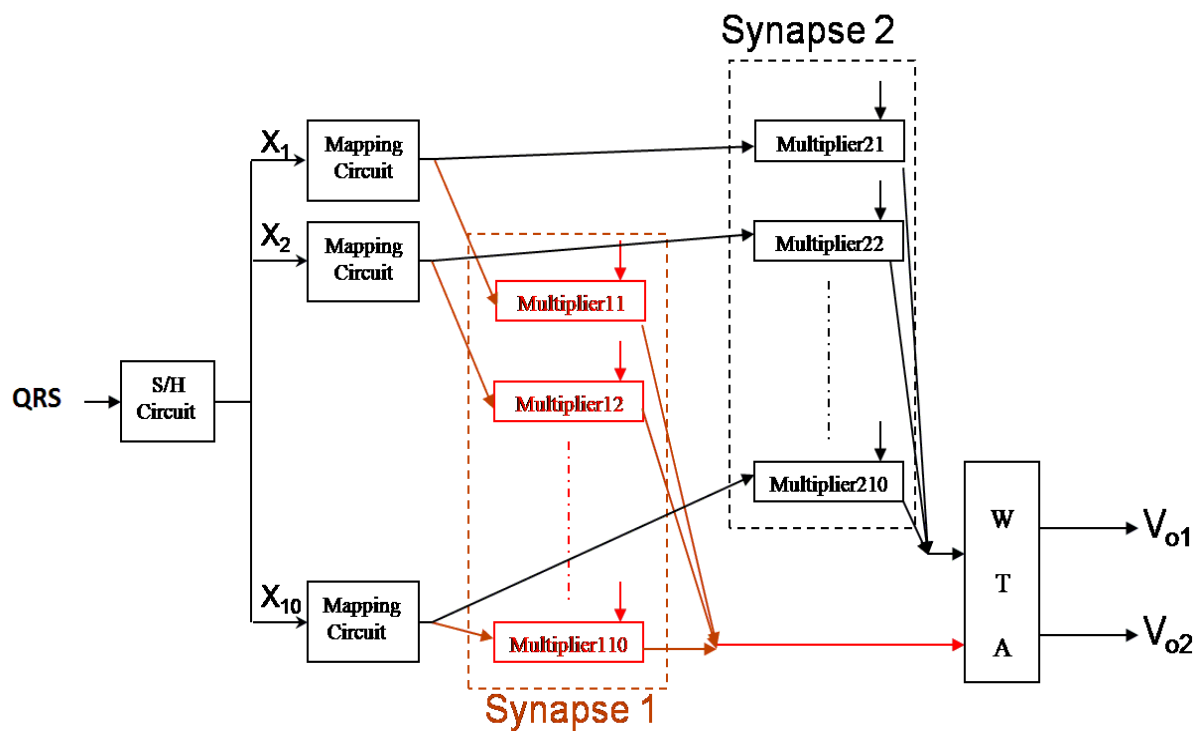 Synapse 2
X1
Mapping
Circuit
Multiplier21
X2
Mapping
Circuit
Multiplier22
Multiplier11
QRS
S/H
Circuit
Multiplier12
Multiplier210
W
T
A
Vo1
X10
Mapping
Circuit
Multiplier110
Vo2
Synapse 1